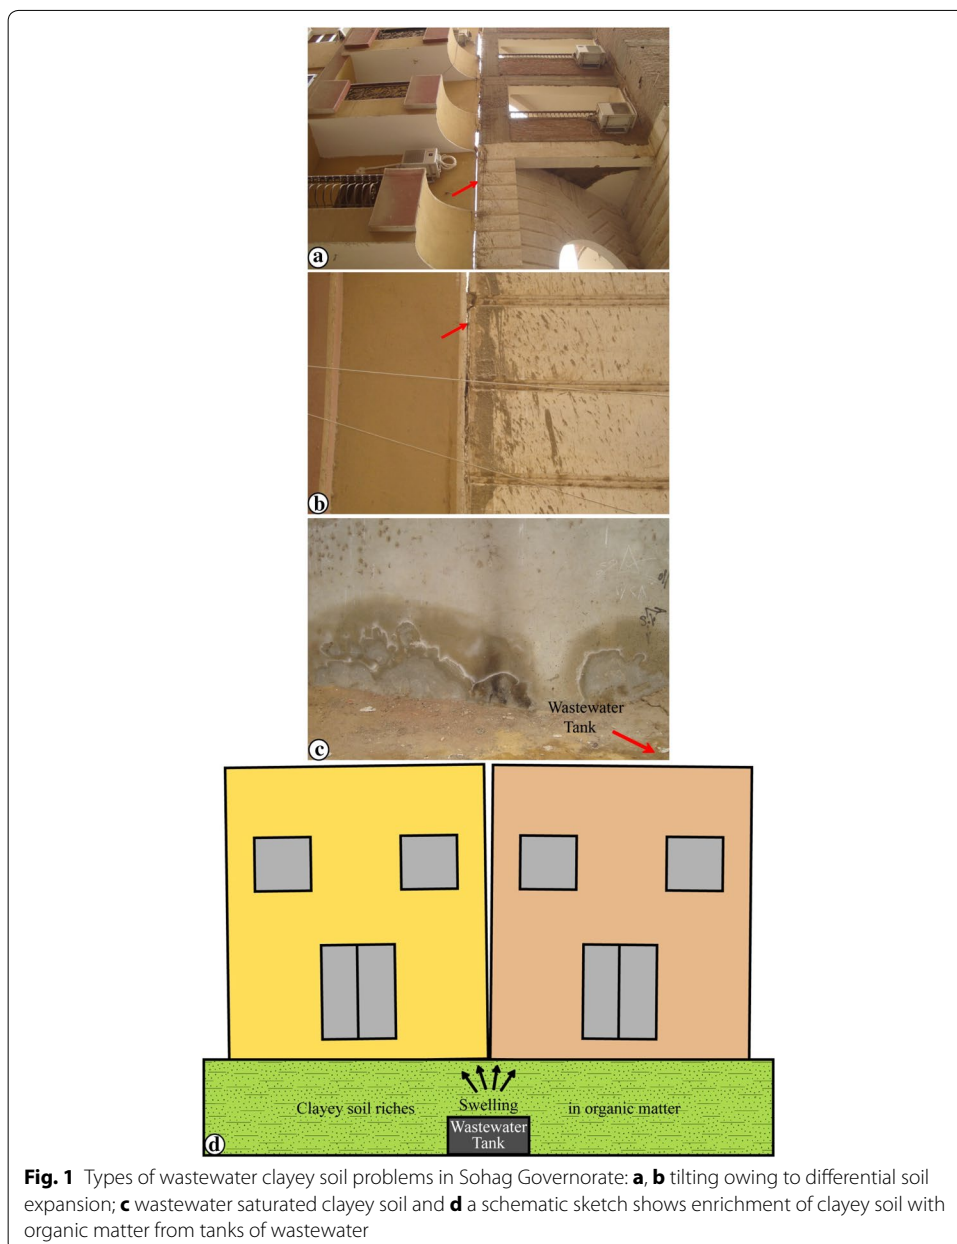 a
b
Wastewater
Tank
c
Clayey soil riches Swelling in organic matter
Wastewater
Tank
d
Fig. 1 Types of wastewater clayey soil problems in Sohag Governorate: a, b tilting owing to differential soil
expansion; c wastewater saturated clayey soil and d a schematic sketch shows enrichment of clayey soil with
organic matter from tanks of wastewater